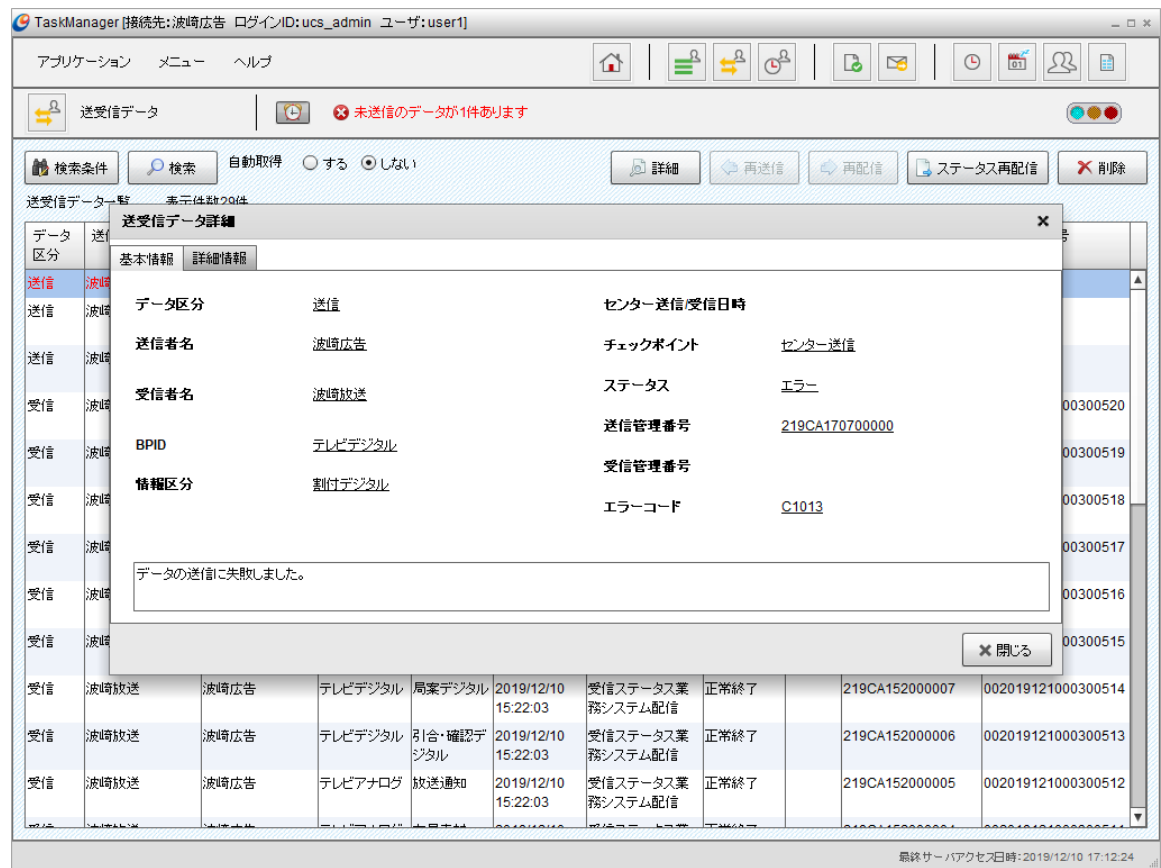 TaskManager [接続先:波崎広告 ログインID:ucs_admin ユーザ:user1]
アプリケーション メニュー ヘルプ
01
送受信データ
未送信のデータが1件あります
検索条件 検索 自動取得 する しない 詳細 再送信 再配信 ステータス再配信 削除
送受信データ一覧 表示件数29件
送受信データ詳細
データ
区分
基本情報 詳細情報
データ区分 送信
送信者名 波崎広告
受信者名 波崎放送
BPID テレビデジタル
情報区分 割付デジタル
センター送信/受信日時
チェックポイント センター送信
ステータス エラー
送信管理番号 219CA170700000
受信管理番号
エラーコード C1013
データの送信に失敗しました。
閉じる
送信
送信
送信
受信 00300520
受信 00300519
受信 00300518
受信 00300517
受信 00300516
受信 00300515
受信 波崎放送 波崎広告 テレビデジタル 局案デジタル 2019/12/10 受信ステータス業 正常終了 219CA152000007 002019121000300514
15:22:03 務システム配信
受信 波崎放送 波崎広告 テレビデジタル 引合・確認デ 2019/12/10 受信ステータス業 正常終了 219CA152000006 002019121000300513
ジタル 15:22:03 務システム配信
受信 波崎放送 波崎広告 テレビアナログ 放送通知 2019/12/10 受信ステータス業 正常終了 219CA152000005 002019121000300512
15:22:03 務システム配信
最終サーバアクセス日時:2019/12/10 17:12:24